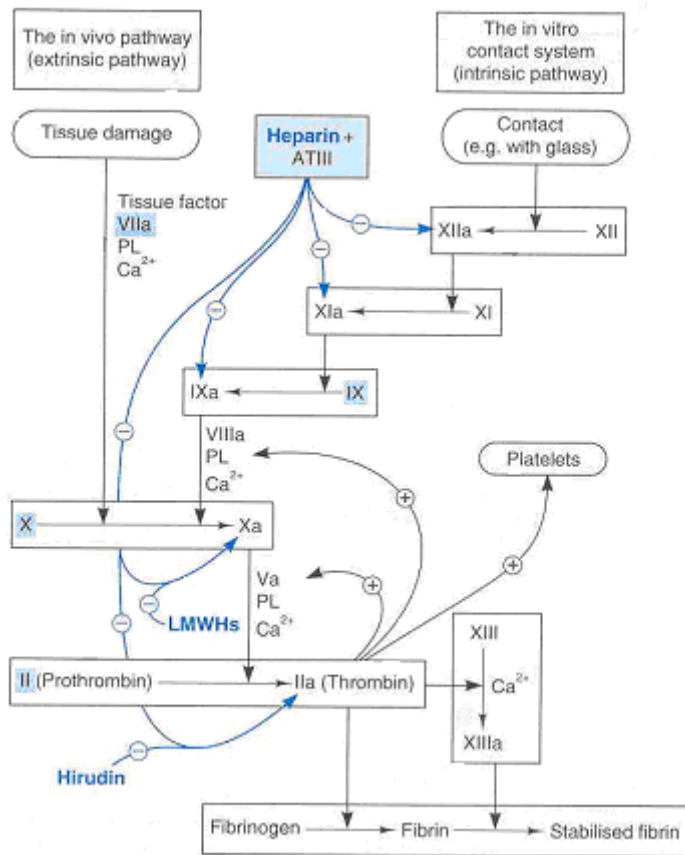 The in vivo pathway
(extrinsic pathway)
The in vitro
contact system
(intrinsic pathway)
Tissue damage
Heparin +
ATIII
Contact
(e.g. with glass)
Tissue factor
VIIa
PL
Ca²⁺
−
XIIa
XII
−
XIa
XI
−
IXa
IX
−
VIIIa
PL
Ca²⁺
Platelets
+
X
Xa
+
+
Va
PL
Ca²⁺
−
LMWHs
−
XIII
Ca²⁺
XIIIa
II (Prothrombin)
IIa (Thrombin)
−
Hirudin
Fibrinogen
Fibrin
Stabilised fibrin